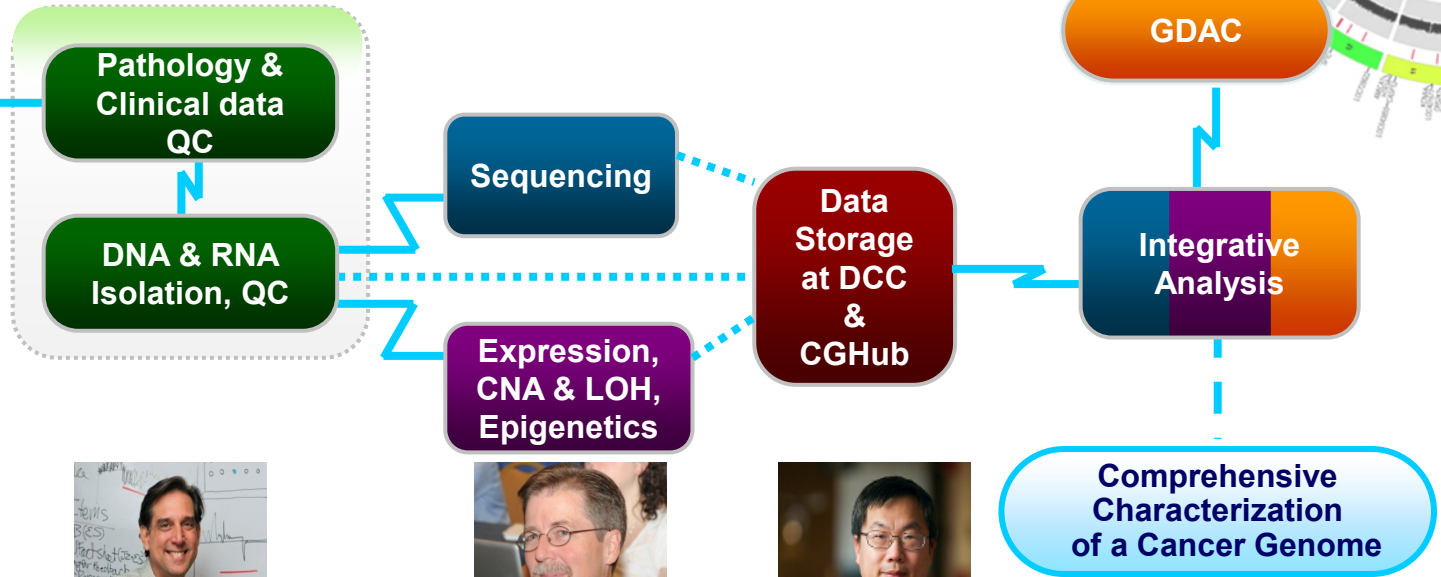 Pathology &
Clinical data
QC
GDAC
Sequencing
DNA & RNA
Isolation, QC
Data
Storage
at DCC
&
CGHub
Integrative
Analysis
Expression,
CNA & LOH,
Epigenetics
Comprehensive
Characterization
of a Cancer Genome